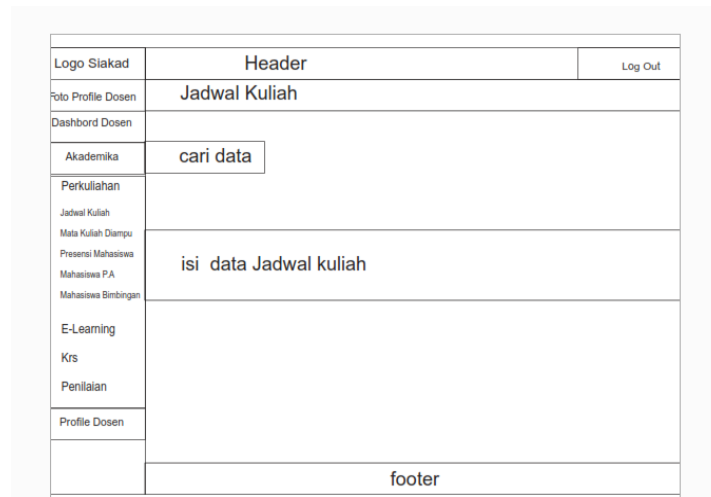 Logo Siakad
Header
Log Out
Foto Profile Dosen
Jadwal Kuliah
Dashbord Dosen
Akademika
cari data
Perkuliahan
Jadwal Kuliah
Mata Kuliah Diampu
Presensi Mahasiswa
Mahasiswa P.A
Mahasiswa Bimbingan
isi data Jadwal kuliah
E-Learning
Krs
Penilaian
Profile Dosen
footer